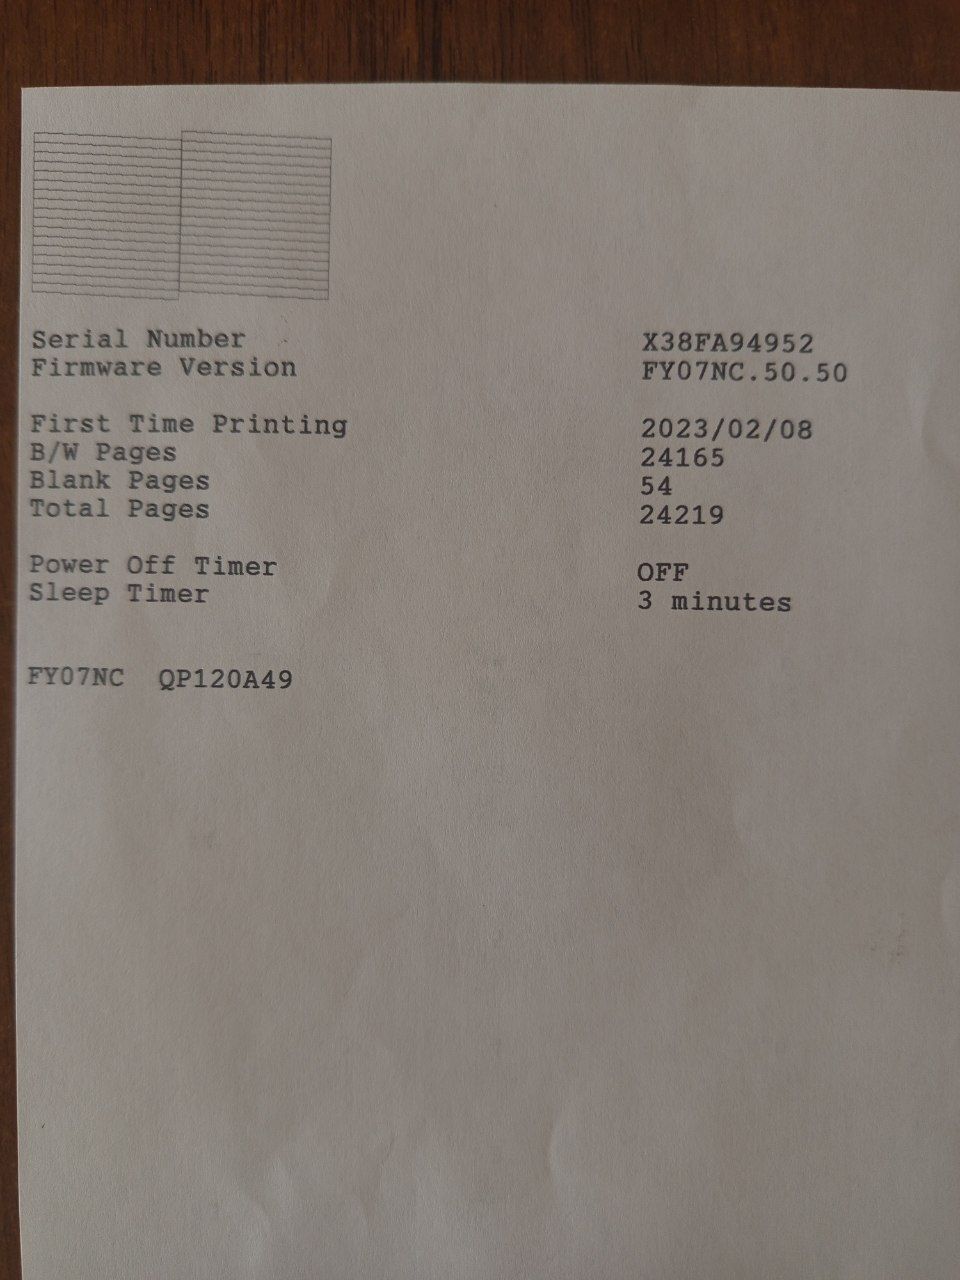 Serial Number X38FA94952
Firmware Version FY07NC.50.50
First Time Printing 2023/02/08
B/W Pages 24165
Blank Pages 54
Total Pages 24219
Power Off Timer OFF
Sleep Timer 3 minutes
FY07NC QP120A49